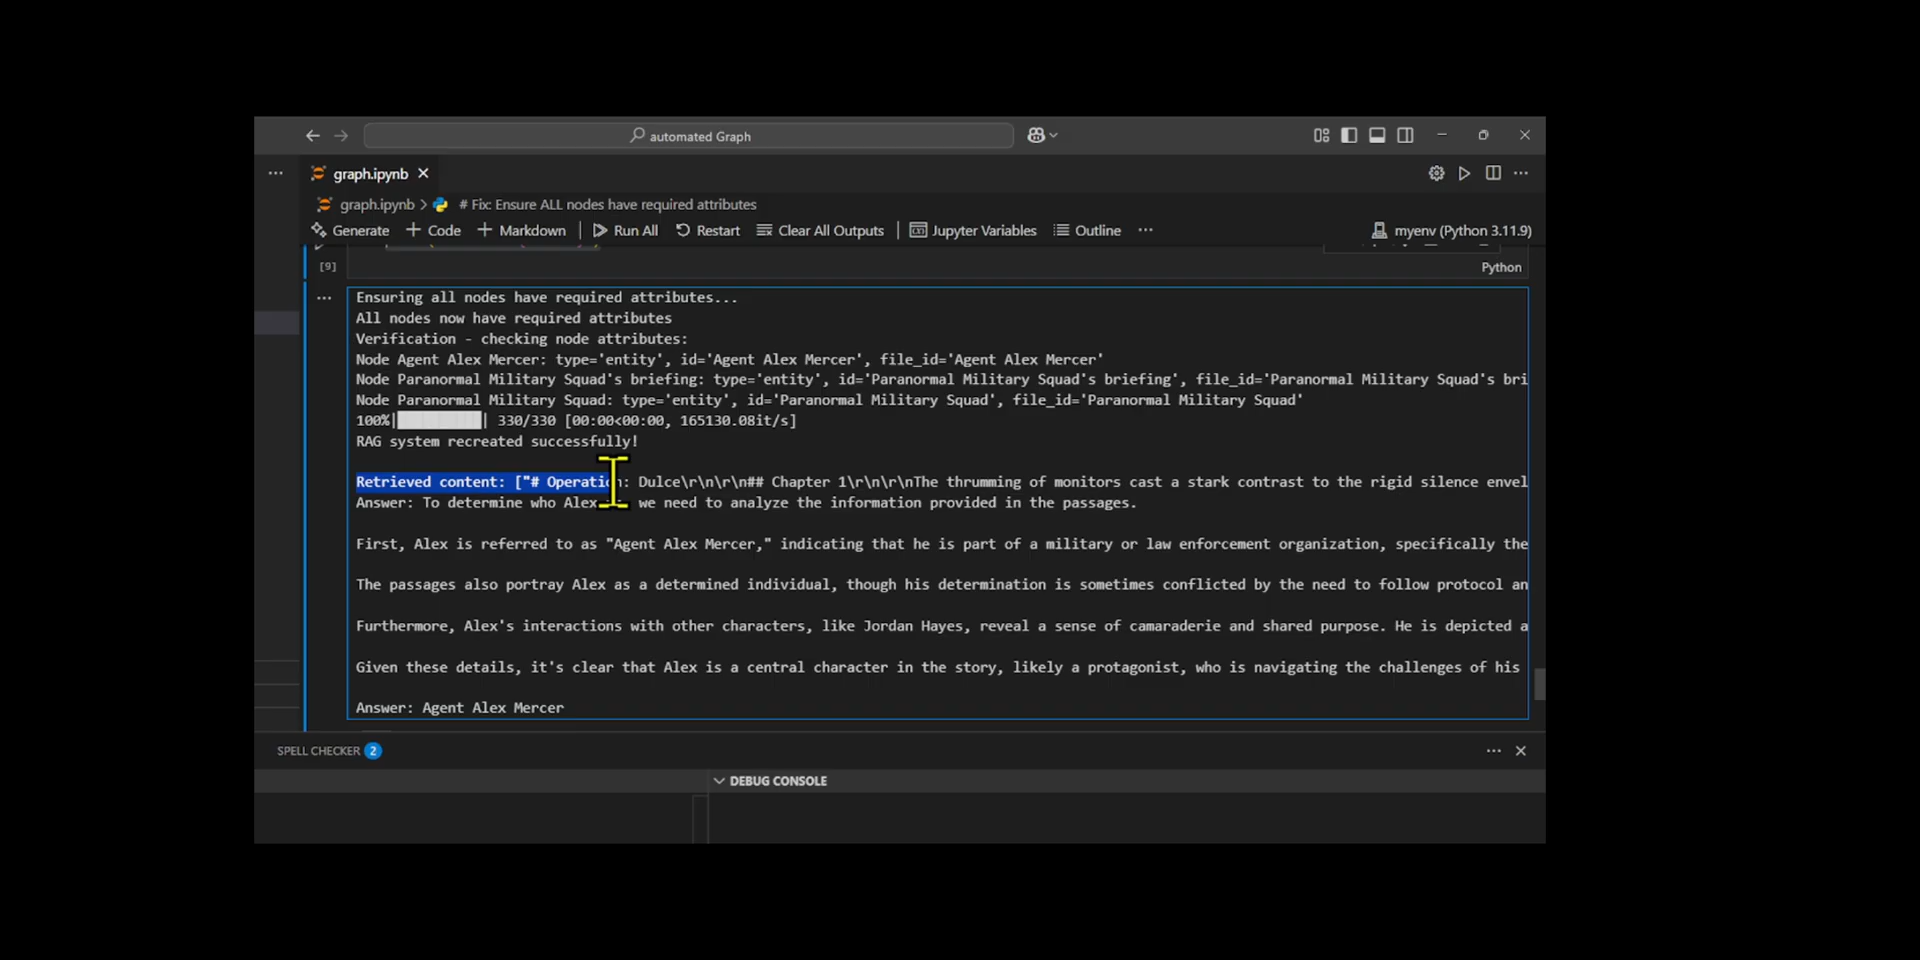 automated Graph
graph.ipynb
graph.ipynb > # Fix: Ensure ALL nodes have required attributes
Generate + Code + Markdown Run All Restart Clear All Outputs Jupyter Variables Outline ... myenv (Python 3.11.9)
[9]
Python
Ensuring all nodes have required attributes...
All nodes now have required attributes
Verification - checking node attributes:
Node Agent Alex Mercer: type='entity', id='Agent Alex Mercer', file_id='Agent Alex Mercer'
Node Paranormal Military Squad's briefing: type='entity', id='Paranormal Military Squad's briefing', file_id='Paranormal Military Squad's bri
Node Paranormal Military Squad: type='entity', id='Paranormal Military Squad', file_id='Paranormal Military Squad'
100%|██████████| 330/330 [00:00<00:00, 165130.08it/s]
RAG system recreated successfully!
Retrieved content: ["# Operation: Dulce\r\n\r\n## Chapter 1\r\n\r\nThe thrumming of monitors cast a stark contrast to the rigid silence envel
Answer: To determine who Alex we need to analyze the information provided in the passages.
First, Alex is referred to as "Agent Alex Mercer," indicating that he is part of a military or law enforcement organization, specifically the
The passages also portray Alex as a determined individual, though his determination is sometimes conflicted by the need to follow protocol an
Furthermore, Alex's interactions with other characters, like Jordan Hayes, reveal a sense of camaraderie and shared purpose. He is depicted a
Given these details, it's clear that Alex is a central character in the story, likely a protagonist, who is navigating the challenges of his
Answer: Agent Alex Mercer
SPELL CHECKER 2
DEBUG CONSOLE